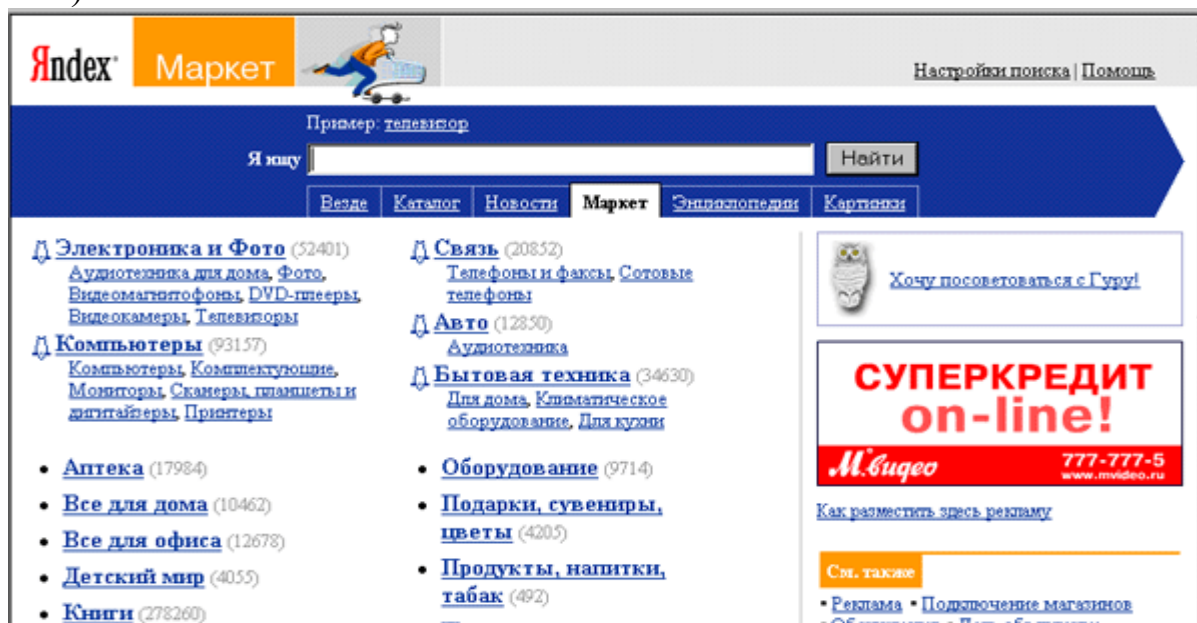 )
Яndex Маркет
Настройки поиска | Помощь
Пример: телевизор
Я ищу Найти
Везде Каталог Новости Маркет Энциклопедии Картинки
Электроника и Фото (52401)
Аудиотехника для дома, Фото,
Видеомагнитофоны, DVD-плееры,
Видеокамеры, Телевизоры
Компьютеры (93157)
Компьютеры, Комплектующие,
Мониторы, Сканеры, планшеты и
дигитайзеры, Принтеры
• Аптека (17984)
• Все для дома (10462)
• Все для офиса (12678)
• Детский мир (4055)
• Книги (278260)
Связь (20852)
Телефоны и факсы, Сотовые
телефоны
Авто (12850)
Аудиотехника
Бытовая техника (34630)
Для дома, Климатическое
оборудование, Для кухни
• Оборудование (9714)
• Подарки, сувениры,
цветы (4205)
• Продукты, напитки,
табак (492)
Хочу посоветоваться с Гуру!
СУПЕРКРЕДИТ
on-line!
М.видео 777-777-5
www.mvideo.ru
Как разместить здесь рекламу
См. также
• Реклама • Подключение магазинов